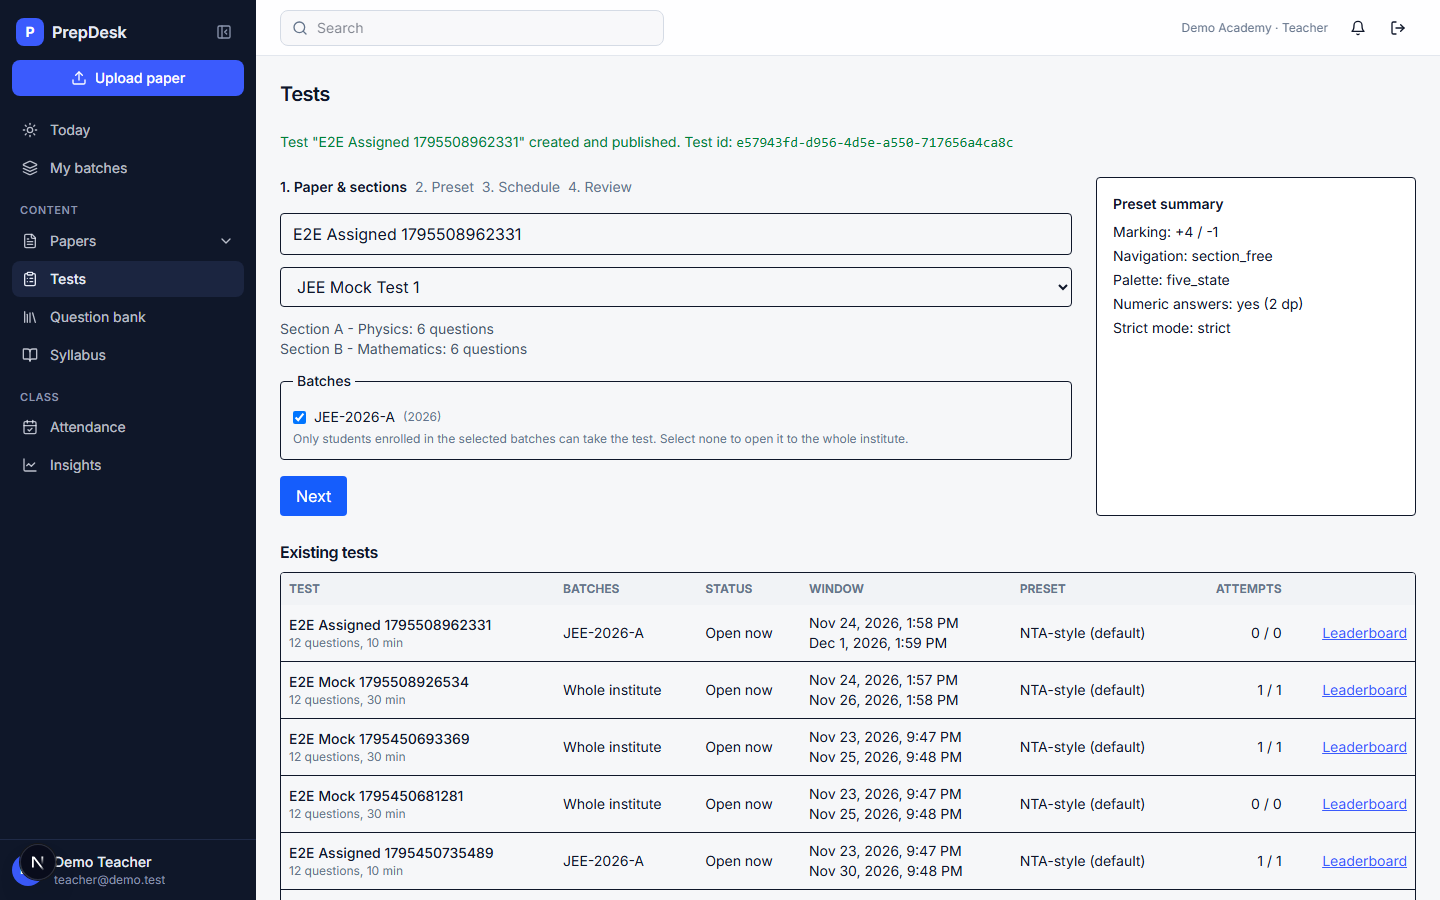 P PrepDesk
Upload paper
Today
My batches
CONTENT
Papers
Tests
Question bank
Syllabus
CLASS
Attendance
Insights
N
Demo Teacher
teacher@demo.test
Search
Demo Academy · Teacher
Tests
Test "E2E Assigned 1795508962331" created and published. Test id: e57943fd-d956-4d5e-a550-717656a4ca8c
1. Paper & sections 2. Preset 3. Schedule 4. Review
E2E Assigned 1795508962331
JEE Mock Test 1
Section A - Physics: 6 questions
Section B - Mathematics: 6 questions
Batches
JEE-2026-A (2026)
Only students enrolled in the selected batches can take the test. Select none to open it to the whole institute.
Next
Preset summary
Marking: +4 / -1
Navigation: section_free
Palette: five_state
Numeric answers: yes (2 dp)
Strict mode: strict
Existing tests
TEST BATCHES STATUS WINDOW PRESET ATTEMPTS
E2E Assigned 1795508962331
12 questions, 10 min
JEE-2026-A
Open now
Nov 24, 2026, 1:58 PM
Dec 1, 2026, 1:59 PM
NTA-style (default)
0 / 0
Leaderboard
E2E Mock 1795508926534
12 questions, 30 min
Whole institute
Open now
Nov 24, 2026, 1:57 PM
Nov 26, 2026, 1:58 PM
NTA-style (default)
1 / 1
Leaderboard
E2E Mock 1795450693369
12 questions, 30 min
Whole institute
Open now
Nov 23, 2026, 9:47 PM
Nov 25, 2026, 9:48 PM
NTA-style (default)
1 / 1
Leaderboard
E2E Mock 1795450681281
12 questions, 30 min
Whole institute
Open now
Nov 23, 2026, 9:47 PM
Nov 25, 2026, 9:48 PM
NTA-style (default)
0 / 0
Leaderboard
E2E Assigned 1795450735489
12 questions, 10 min
JEE-2026-A
Open now
Nov 23, 2026, 9:47 PM
Nov 30, 2026, 9:48 PM
NTA-style (default)
1 / 1
Leaderboard